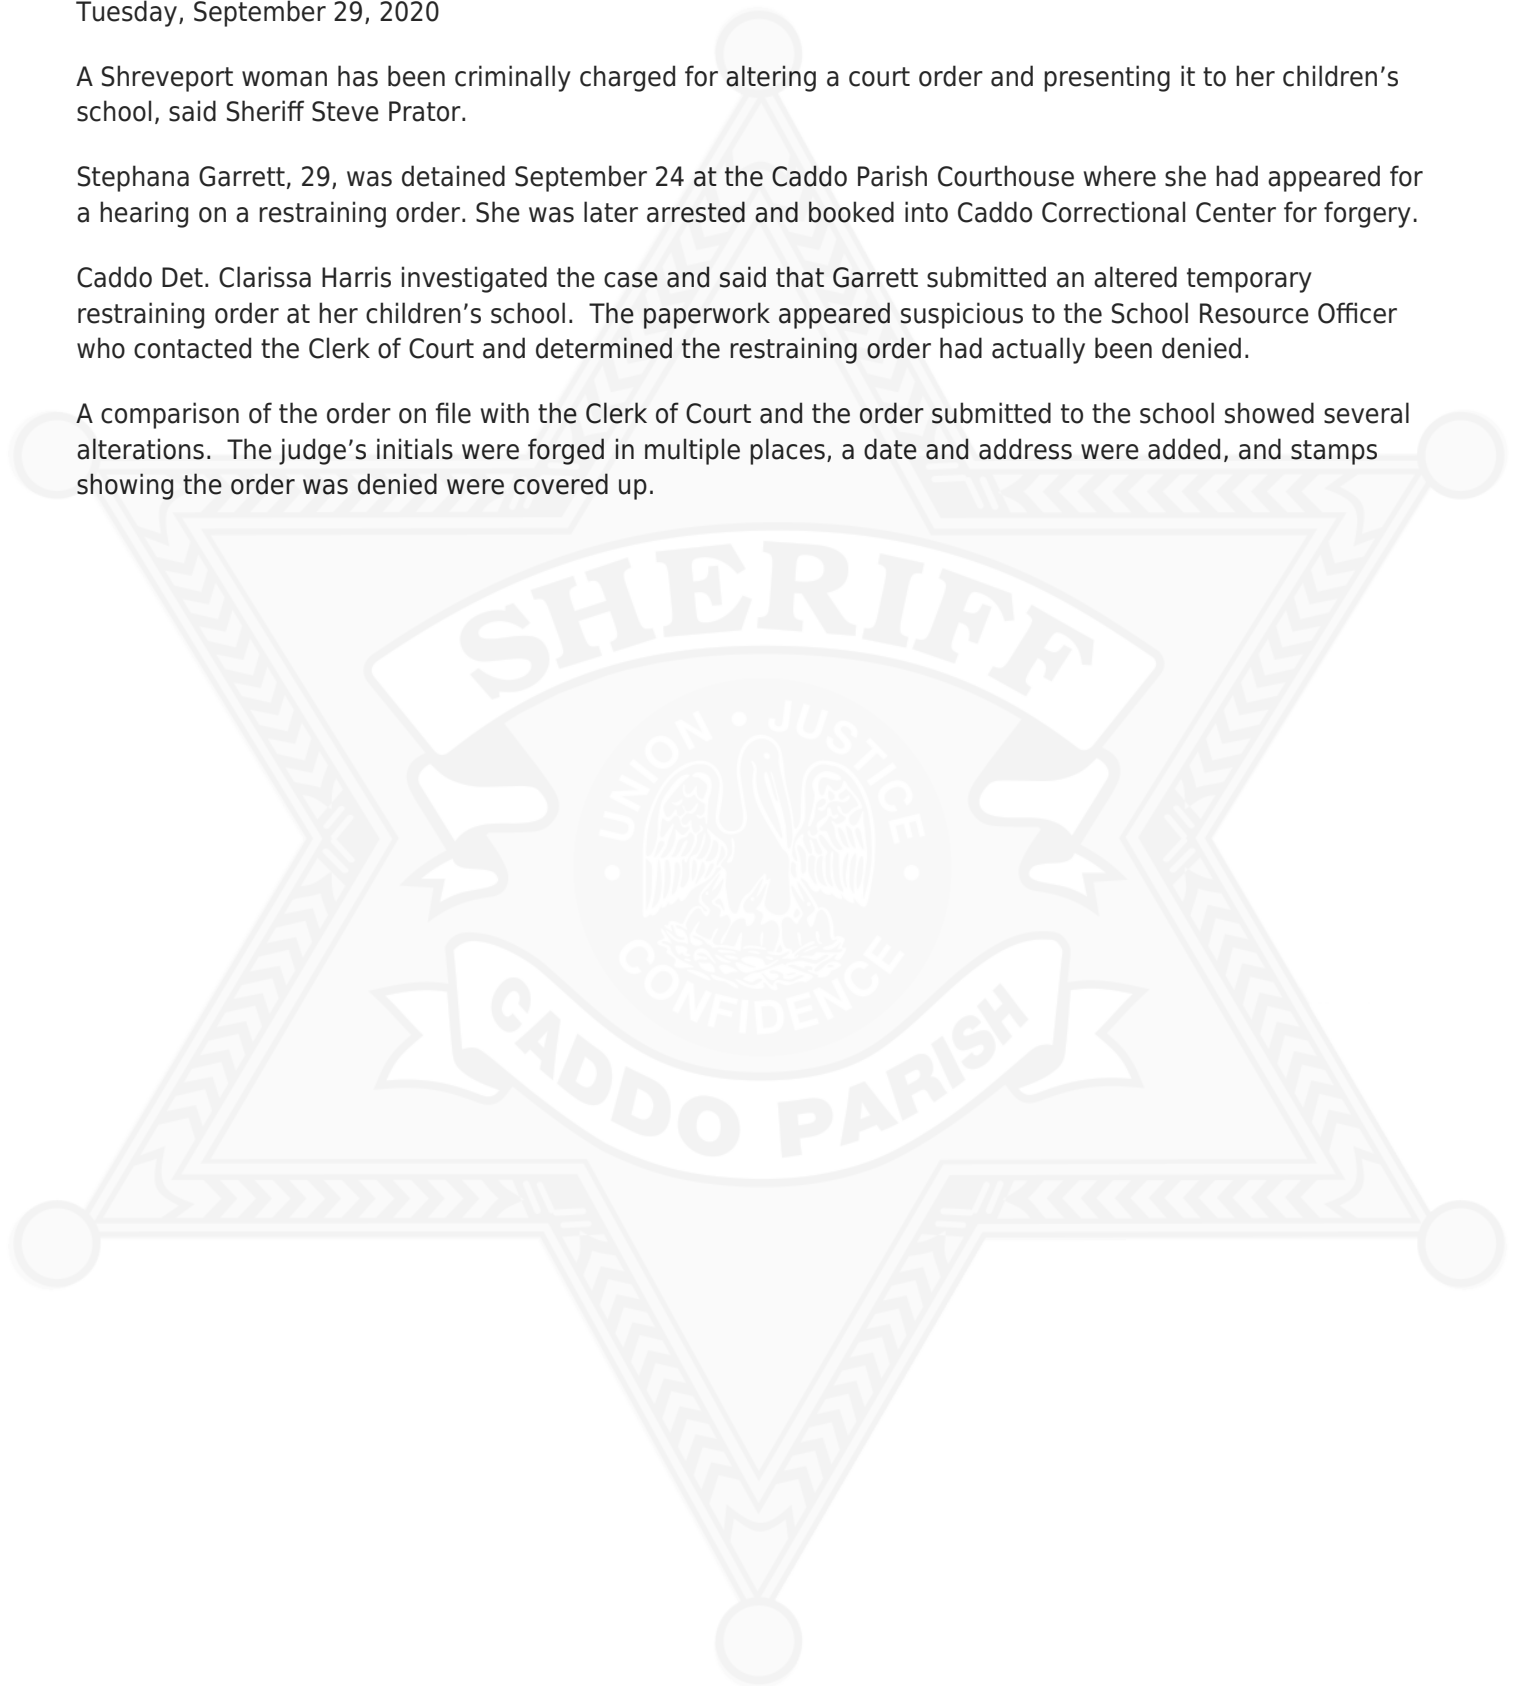 Tuesday, September 29, 2020
A Shreveport woman has been criminally charged for altering a court order and presenting it to her children’s
school, said Sheriff Steve Prator.
Stephana Garrett, 29, was detained September 24 at the Caddo Parish Courthouse where she had appeared for
a hearing on a restraining order. She was later arrested and booked into Caddo Correctional Center for forgery.
Caddo Det. Clarissa Harris investigated the case and said that Garrett submitted an altered temporary
restraining order at her children’s school.  The paperwork appeared suspicious to the School Resource Officer
who contacted the Clerk of Court and determined the restraining order had actually been denied.
A comparison of the order on file with the Clerk of Court and the order submitted to the school showed several
alterations.  The judge’s initials were forged in multiple places, a date and address were added, and stamps
showing the order was denied were covered up.
SHERIFF
UNION • JUSTICE
• CONFIDENCE •
CADDO PARISH